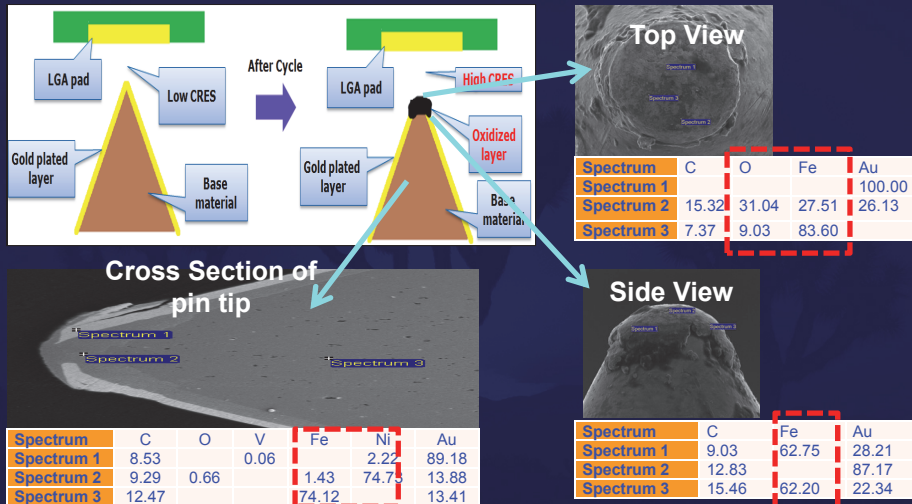 LGA pad
Low CRES
Gold plated
layer
Base
material
After Cycle
LGA pad
High CRES
Oxidized
layer
Gold plated
layer
Base
material
Top View
Spectrum 1
Spectrum 3
Spectrum 2
Spectrum C O Fe Au
Spectrum 1 100.00
Spectrum 2 15.32 31.04 27.51 26.13
Spectrum 3 7.37 9.03 83.60
Cross Section of
pin tip
Spectrum 1
Spectrum 2
Spectrum 3
Spectrum C O V Fe Ni Au
Spectrum 1 8.53 0.06 2.22 89.18
Spectrum 2 9.29 0.66 1.43 74.73 13.88
Spectrum 3 12.47 74.12 13.41
Side View
Spectrum 2
Spectrum 1
Spectrum 3
Spectrum C Fe Au
Spectrum 1 9.03 62.75 28.21
Spectrum 2 12.83 87.17
Spectrum 3 15.46 62.20 22.34